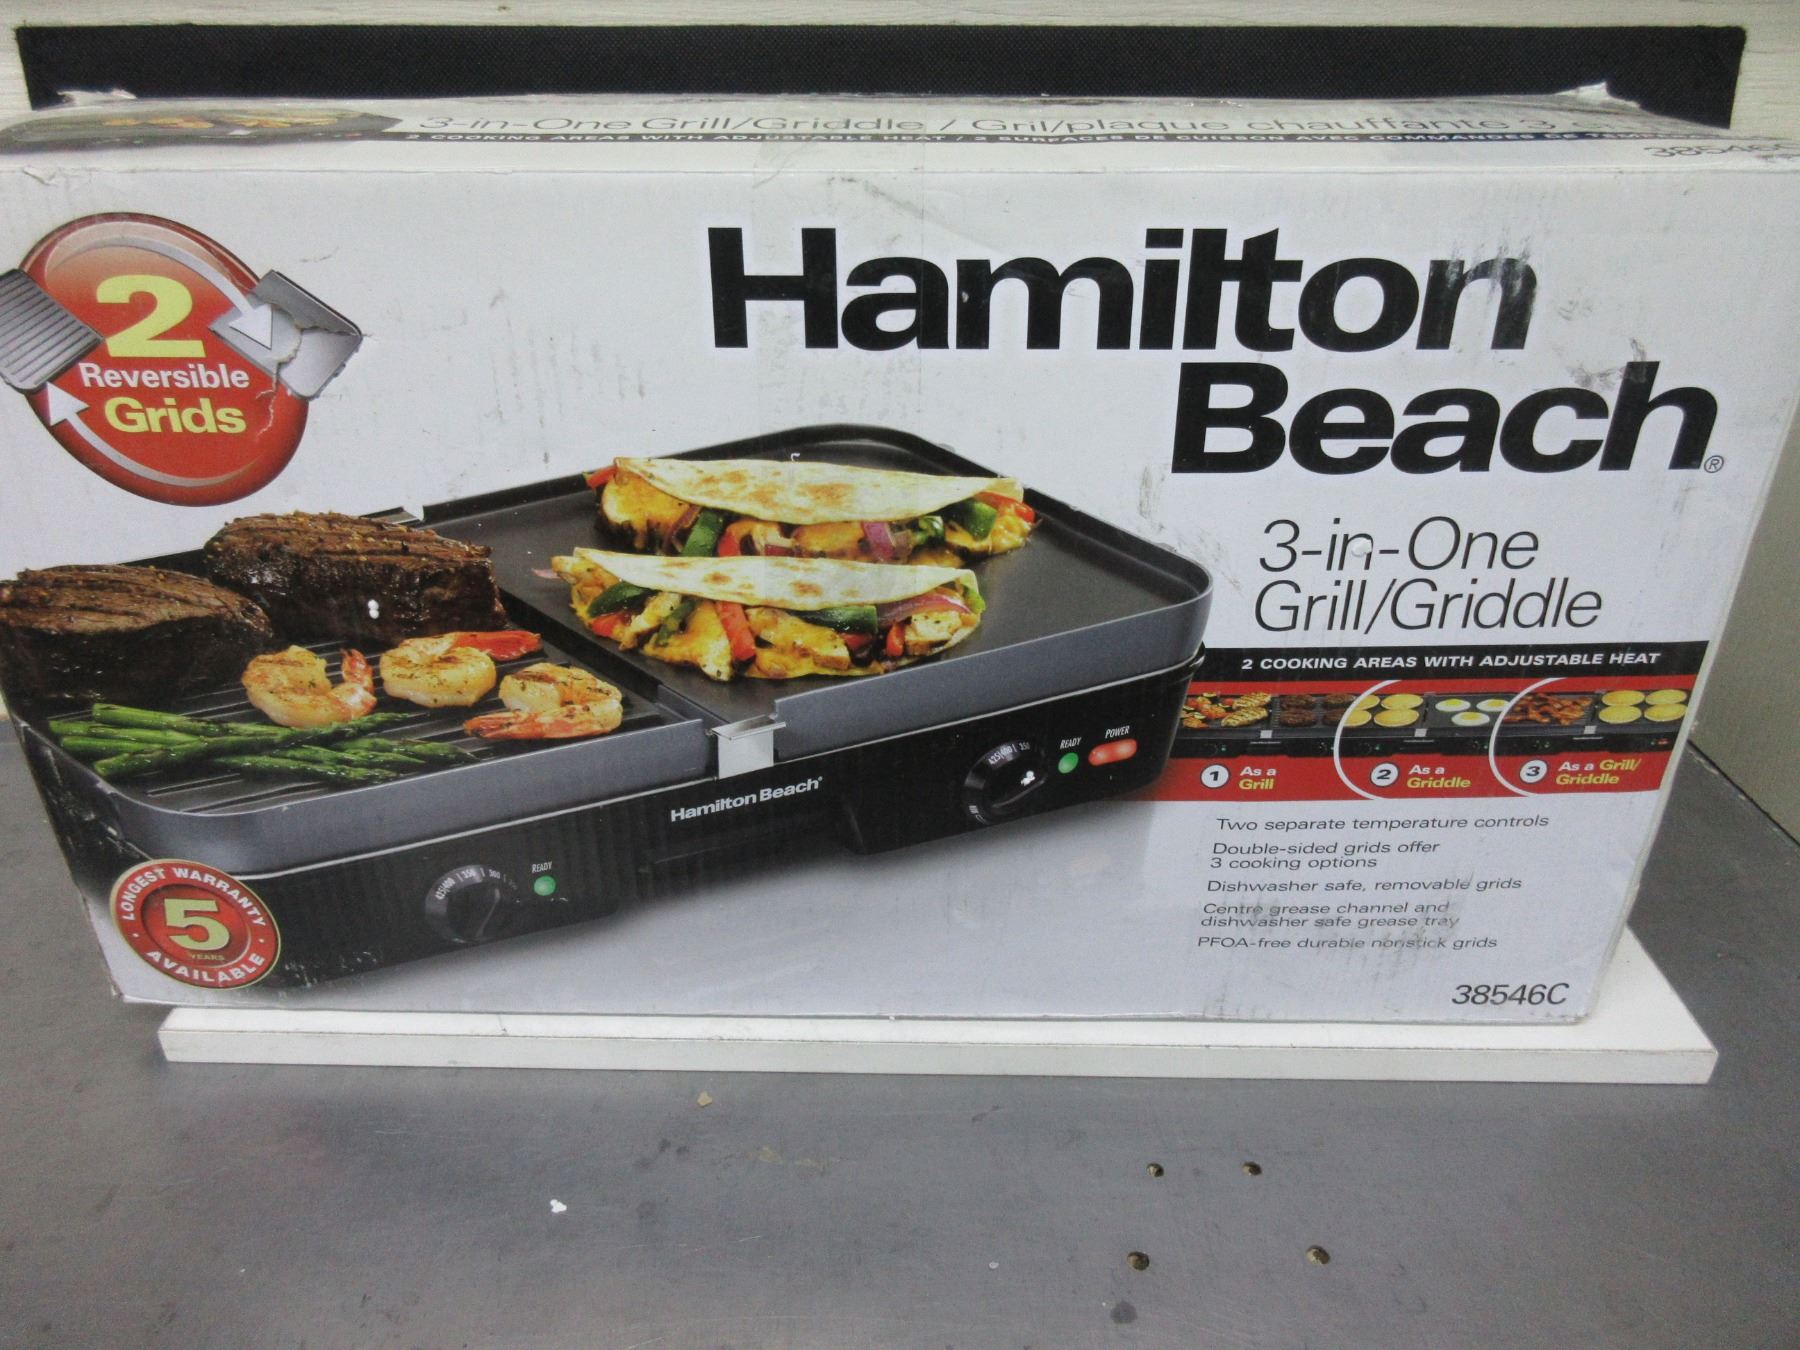 3-in-One Grill/Griddle / Gril/plaque chauffante 3
2 COOKING AREAS WITH ADJUSTABLE HEAT / 2 SURFACES DE CUISSON AVEC COMMANDES DE
38546C
2
Reversible
Grids
Hamilton
Beach®
3-in-One
Grill/Griddle
2 COOKING AREAS WITH ADJUSTABLE HEAT
1 As a Grill
2 As a Griddle
3 As a Grill/Griddle
Two separate temperature controls
Double-sided grids offer
3 cooking options
Dishwasher safe, removable grids
Centre grease channel and
dishwasher safe grease tray
PFOA-free durable nonstick grids
38546C
READY
POWER
Hamilton Beach®
READY
LONGEST WARRANTY
5
YEARS
AVAILABLE